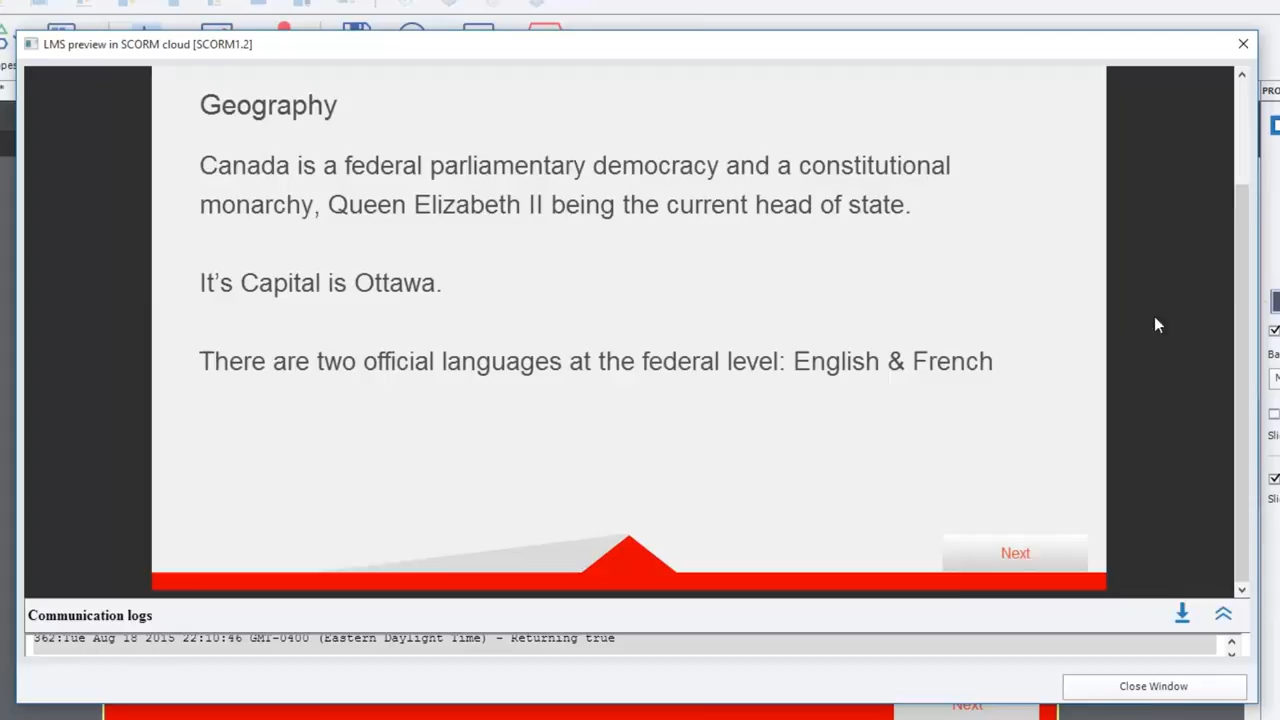 LMS preview in SCORM cloud [SCORM1.2]
Geography
Canada is a federal parliamentary democracy and a constitutional
monarchy, Queen Elizabeth II being the current head of state.
It's Capital is Ottawa.
There are two official languages at the federal level: English & French
Next
Communication logs
362:Tue Aug 18 2015 22:10:46 GMT-0400 (Eastern Daylight Time) - Returning true
Close Window
Next